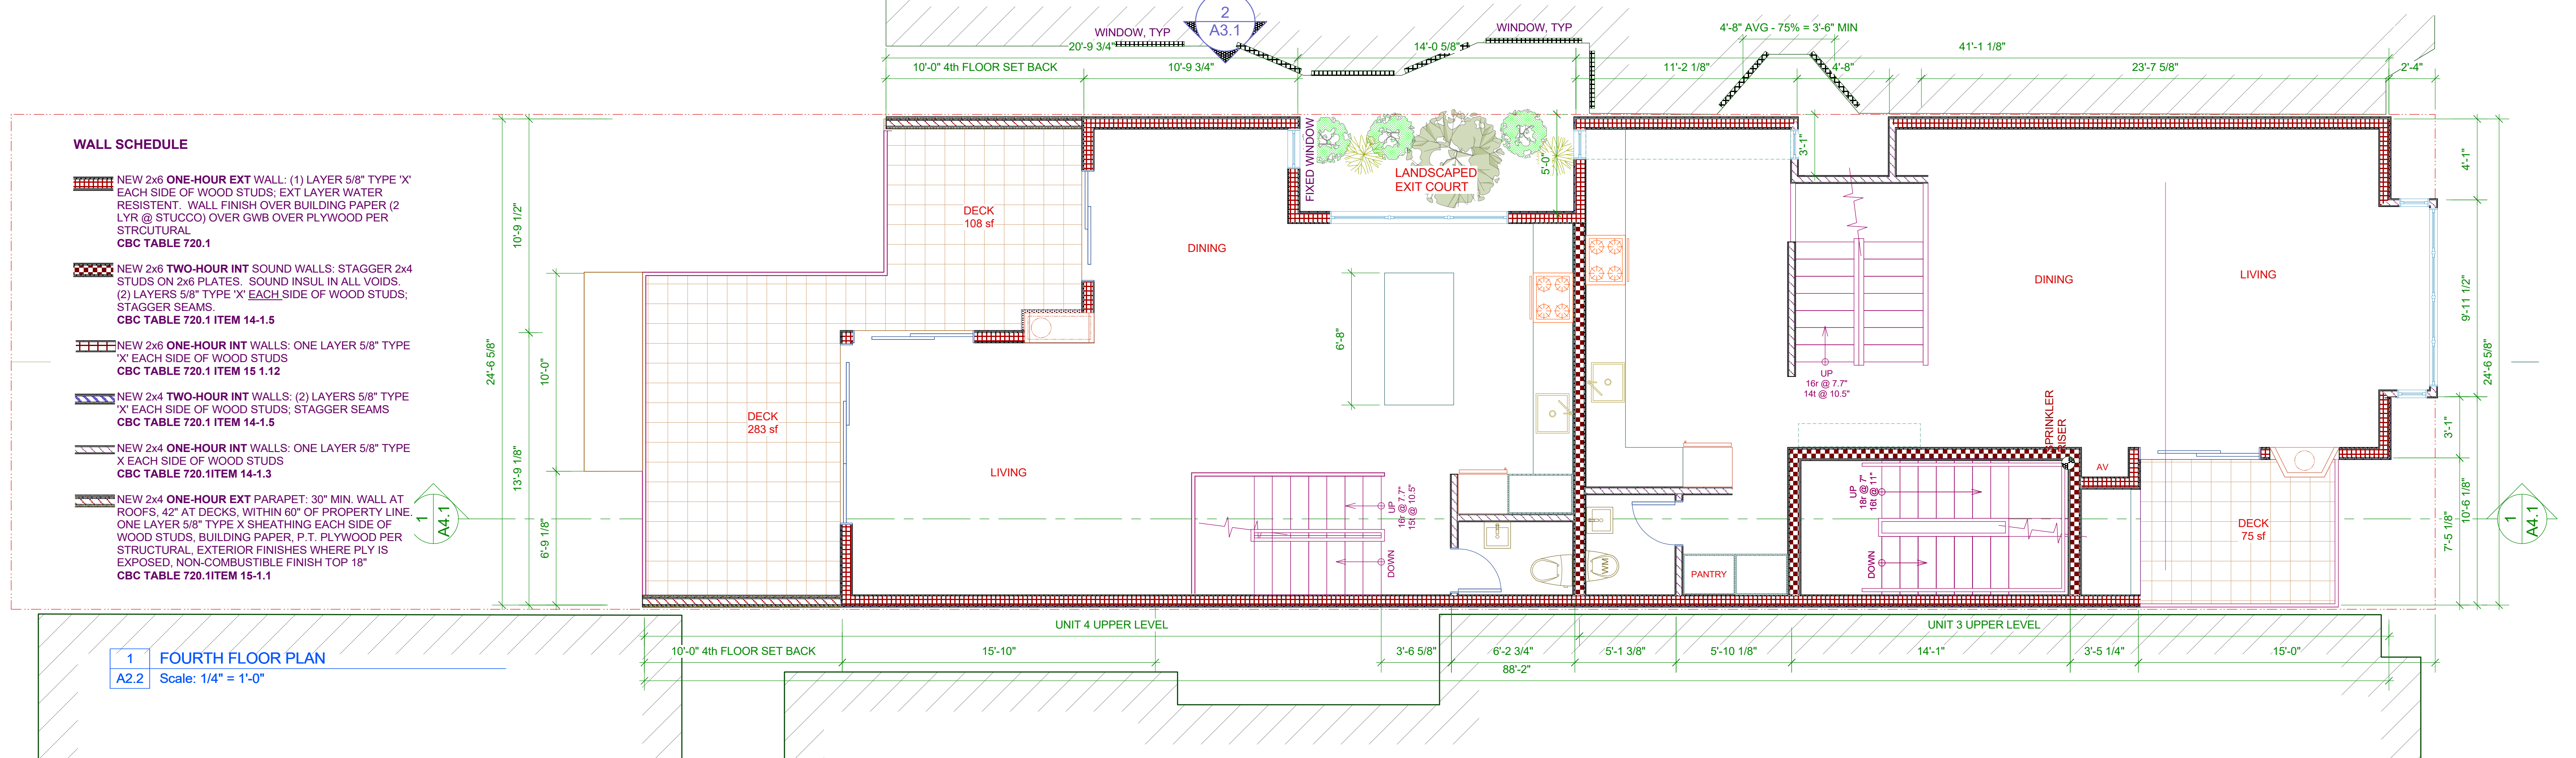 2
A3.1
WINDOW, TYP
WINDOW, TYP
4'-8" AVG - 75% = 3'-6" MIN
20'-9 3/4"
14'-0 5/8"
41'-1 1/8"
10'-0" 4th FLOOR SET BACK
10'-9 3/4"
11'-2 1/8"
4'-8"
23'-7 5/8"
2'-4"
WALL SCHEDULE
NEW 2x6 ONE-HOUR EXT WALL: (1) LAYER 5/8" TYPE 'X'
EACH SIDE OF WOOD STUDS; EXT LAYER WATER
RESISTENT. WALL FINISH OVER BUILDING PAPER (2
LYR @ STUCCO) OVER GWB OVER PLYWOOD PER
STRCUTURAL
CBC TABLE 720.1
NEW 2x6 TWO-HOUR INT SOUND WALLS: STAGGER 2x4
STUDS ON 2x6 PLATES. SOUND INSUL IN ALL VOIDS.
(2) LAYERS 5/8" TYPE 'X' EACH SIDE OF WOOD STUDS;
STAGGER SEAMS.
CBC TABLE 720.1 ITEM 14-1.5
NEW 2x6 ONE-HOUR INT WALLS: ONE LAYER 5/8" TYPE
'X' EACH SIDE OF WOOD STUDS
CBC TABLE 720.1 ITEM 15 1.12
NEW 2x4 TWO-HOUR INT WALLS: (2) LAYERS 5/8" TYPE
'X' EACH SIDE OF WOOD STUDS; STAGGER SEAMS
CBC TABLE 720.1 ITEM 14-1.5
NEW 2x4 ONE-HOUR INT WALLS: ONE LAYER 5/8" TYPE
X EACH SIDE OF WOOD STUDS
CBC TABLE 720.1ITEM 14-1.3
NEW 2x4 ONE-HOUR EXT PARAPET: 30" MIN. WALL AT
ROOFS, 42" AT DECKS, WITHIN 60" OF PROPERTY LINE.
ONE LAYER 5/8" TYPE X SHEATHING EACH SIDE OF
WOOD STUDS, BUILDING PAPER, P.T. PLYWOOD PER
STRUCTURAL, EXTERIOR FINISHES WHERE PLY IS
EXPOSED, NON-COMBUSTIBLE FINISH TOP 18"
CBC TABLE 720.1ITEM 15-1.1
1
A4.1
24'-6 5/8"
10'-9 1/2"
13'-9 1/8"
10'-0"
6'-9 1/8"
DECK
108 sf
DECK
283 sf
DINING
LIVING
FIXED WINDOW
LANDSCAPED
EXIT COURT
5'-0"
6'-8"
UP
16r @ 7.7"
15t @ 10.5"
DOWN
3'-1"
UP
16r @ 7.7"
14t @ 10.5"
WM
PANTRY
DINING
LIVING
SPRINKLER
RISER
AV
UP
18r @ 7"
16t @ 11"
DOWN
DECK
75 sf
4'-1"
9'-11 1/2"
24'-6 5/8"
3'-1"
10'-6 1/8"
7'-5 1/8"
1
A4.1
UNIT 4 UPPER LEVEL
UNIT 3 UPPER LEVEL
10'-0" 4th FLOOR SET BACK
15'-10"
3'-6 5/8"
6'-2 3/4"
5'-1 3/8"
5'-10 1/8"
14'-1"
3'-5 1/4"
15'-0"
88'-2"
1
A2.2
FOURTH FLOOR PLAN
Scale: 1/4" = 1'-0"